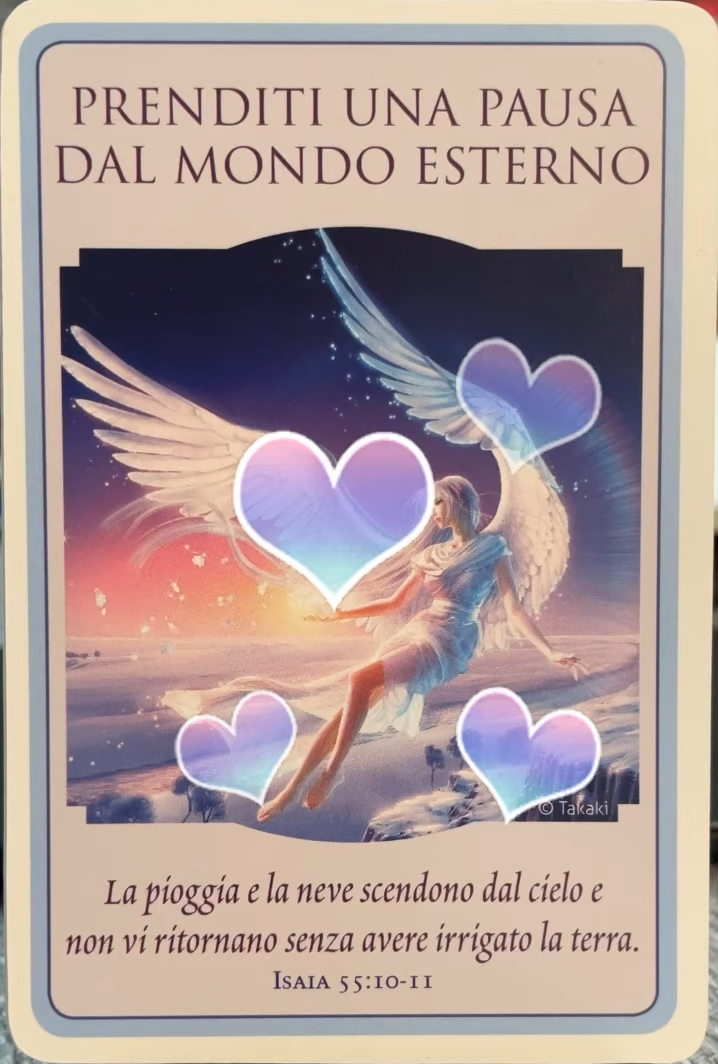 PRENDITI UNA PAUSA
DAL MONDO ESTERNO
© Takaki
La pioggia e la neve scendono dal cielo e
non vi ritornano senza avere irrigato la terra.
Isaia 55:10-11